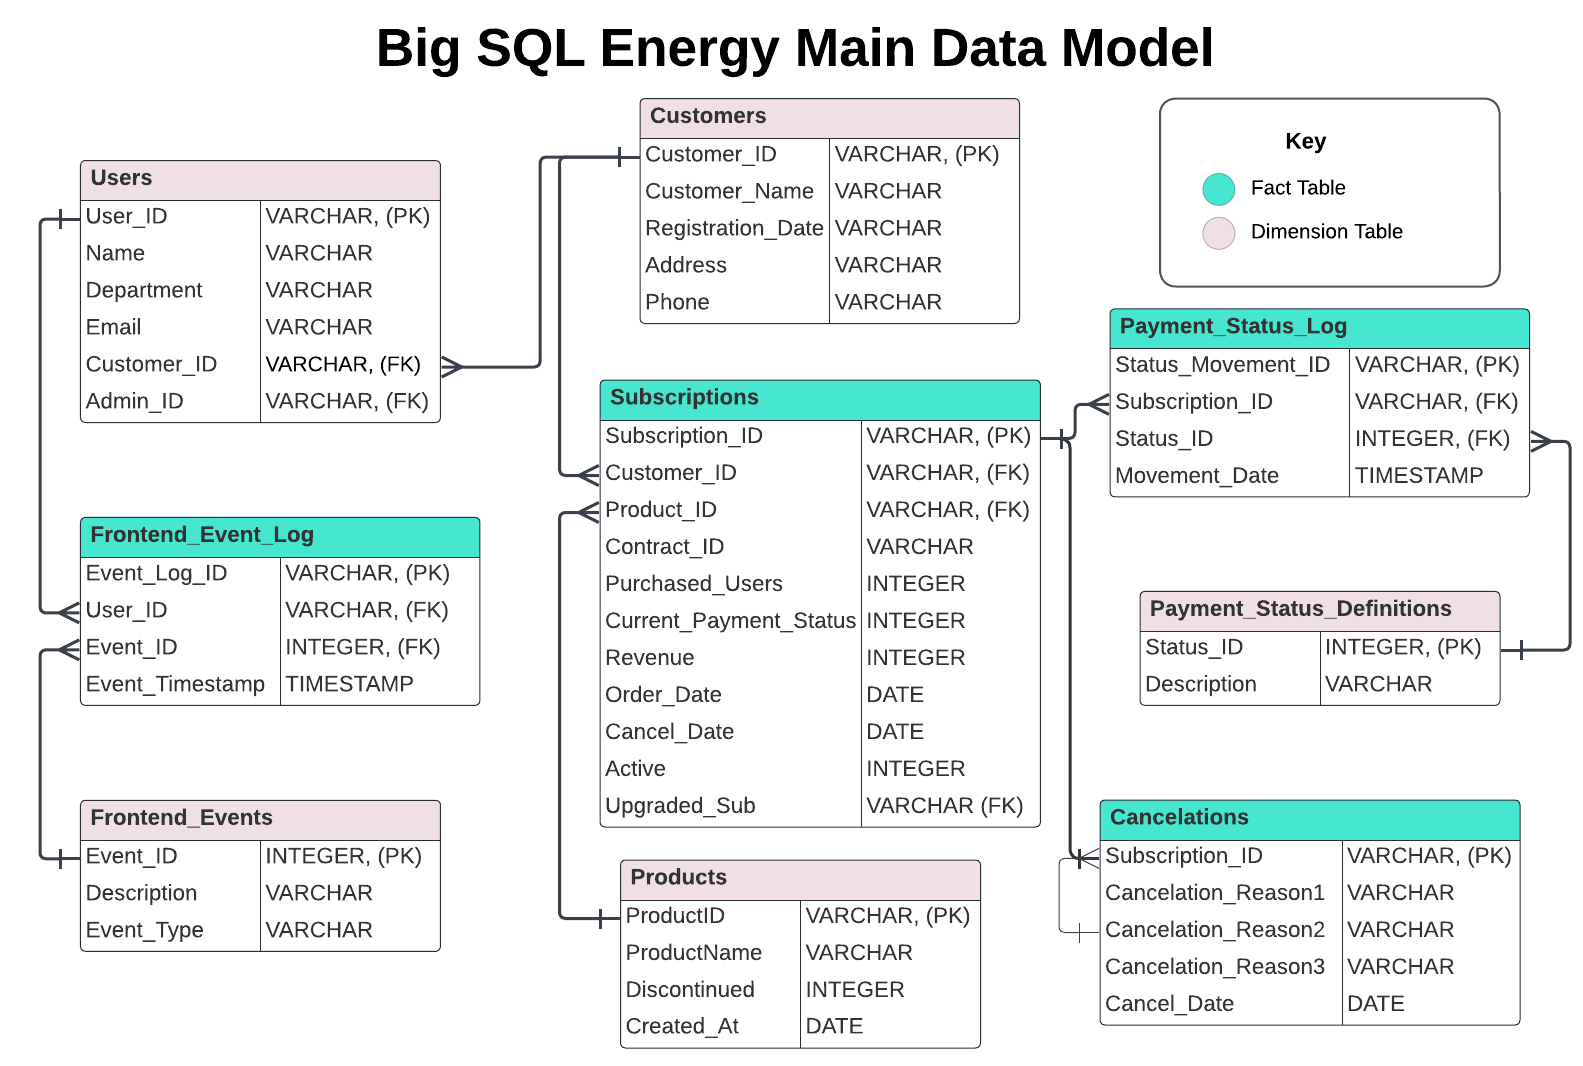 Big SQL Energy Main Data Model
Users
User_ID VARCHAR, (PK)
Name VARCHAR
Department VARCHAR
Email VARCHAR
Customer_ID VARCHAR, (FK)
Admin_ID VARCHAR, (FK)
Frontend_Event_Log
Event_Log_ID VARCHAR, (PK)
User_ID VARCHAR, (FK)
Event_ID INTEGER, (FK)
Event_Timestamp TIMESTAMP
Frontend_Events
Event_ID INTEGER, (PK)
Description VARCHAR
Event_Type VARCHAR
Customers
Customer_ID VARCHAR, (PK)
Customer_Name VARCHAR
Registration_Date VARCHAR
Address VARCHAR
Phone VARCHAR
Subscriptions
Subscription_ID VARCHAR, (PK)
Customer_ID VARCHAR, (FK)
Product_ID VARCHAR, (FK)
Contract_ID VARCHAR
Purchased_Users INTEGER
Current_Payment_Status INTEGER
Revenue INTEGER
Order_Date DATE
Cancel_Date DATE
Active INTEGER
Upgraded_Sub VARCHAR (FK)
Products
ProductID VARCHAR, (PK)
ProductName VARCHAR
Discontinued INTEGER
Created_At DATE
Key
Fact Table
Dimension Table
Payment_Status_Log
Status_Movement_ID VARCHAR, (PK)
Subscription_ID VARCHAR, (FK)
Status_ID INTEGER, (FK)
Movement_Date TIMESTAMP
Payment_Status_Definitions
Status_ID INTEGER, (PK)
Description VARCHAR
Cancelations
Subscription_ID VARCHAR, (PK)
Cancelation_Reason1 VARCHAR
Cancelation_Reason2 VARCHAR
Cancelation_Reason3 VARCHAR
Cancel_Date DATE